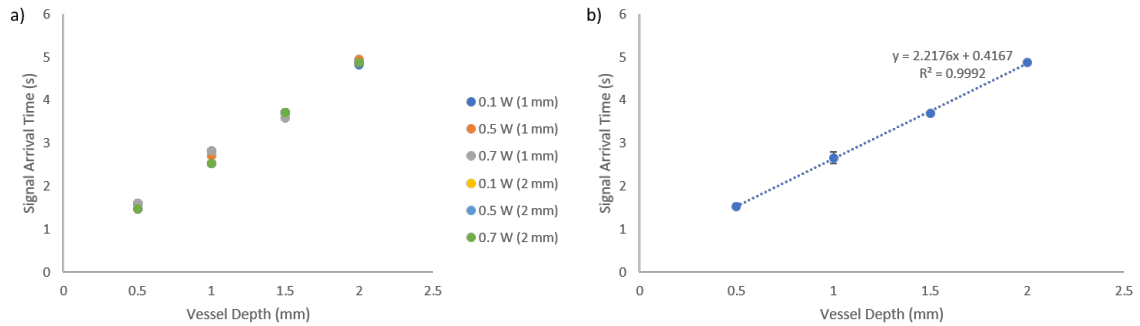 a)
6
5
4
3
2
1
0
Signal Arrival Time (s)
0
0.5
1
1.5
2
2.5
Vessel Depth (mm)
0.1 W (1 mm)
0.5 W (1 mm)
0.7 W (1 mm)
0.1 W (2 mm)
0.5 W (2 mm)
0.7 W (2 mm)
b)
6
5
4
3
2
1
0
Signal Arrival Time (s)
y = 2.2176x + 0.4167
R² = 0.9992
0
0.5
1
1.5
2
2.5
Vessel Depth (mm)